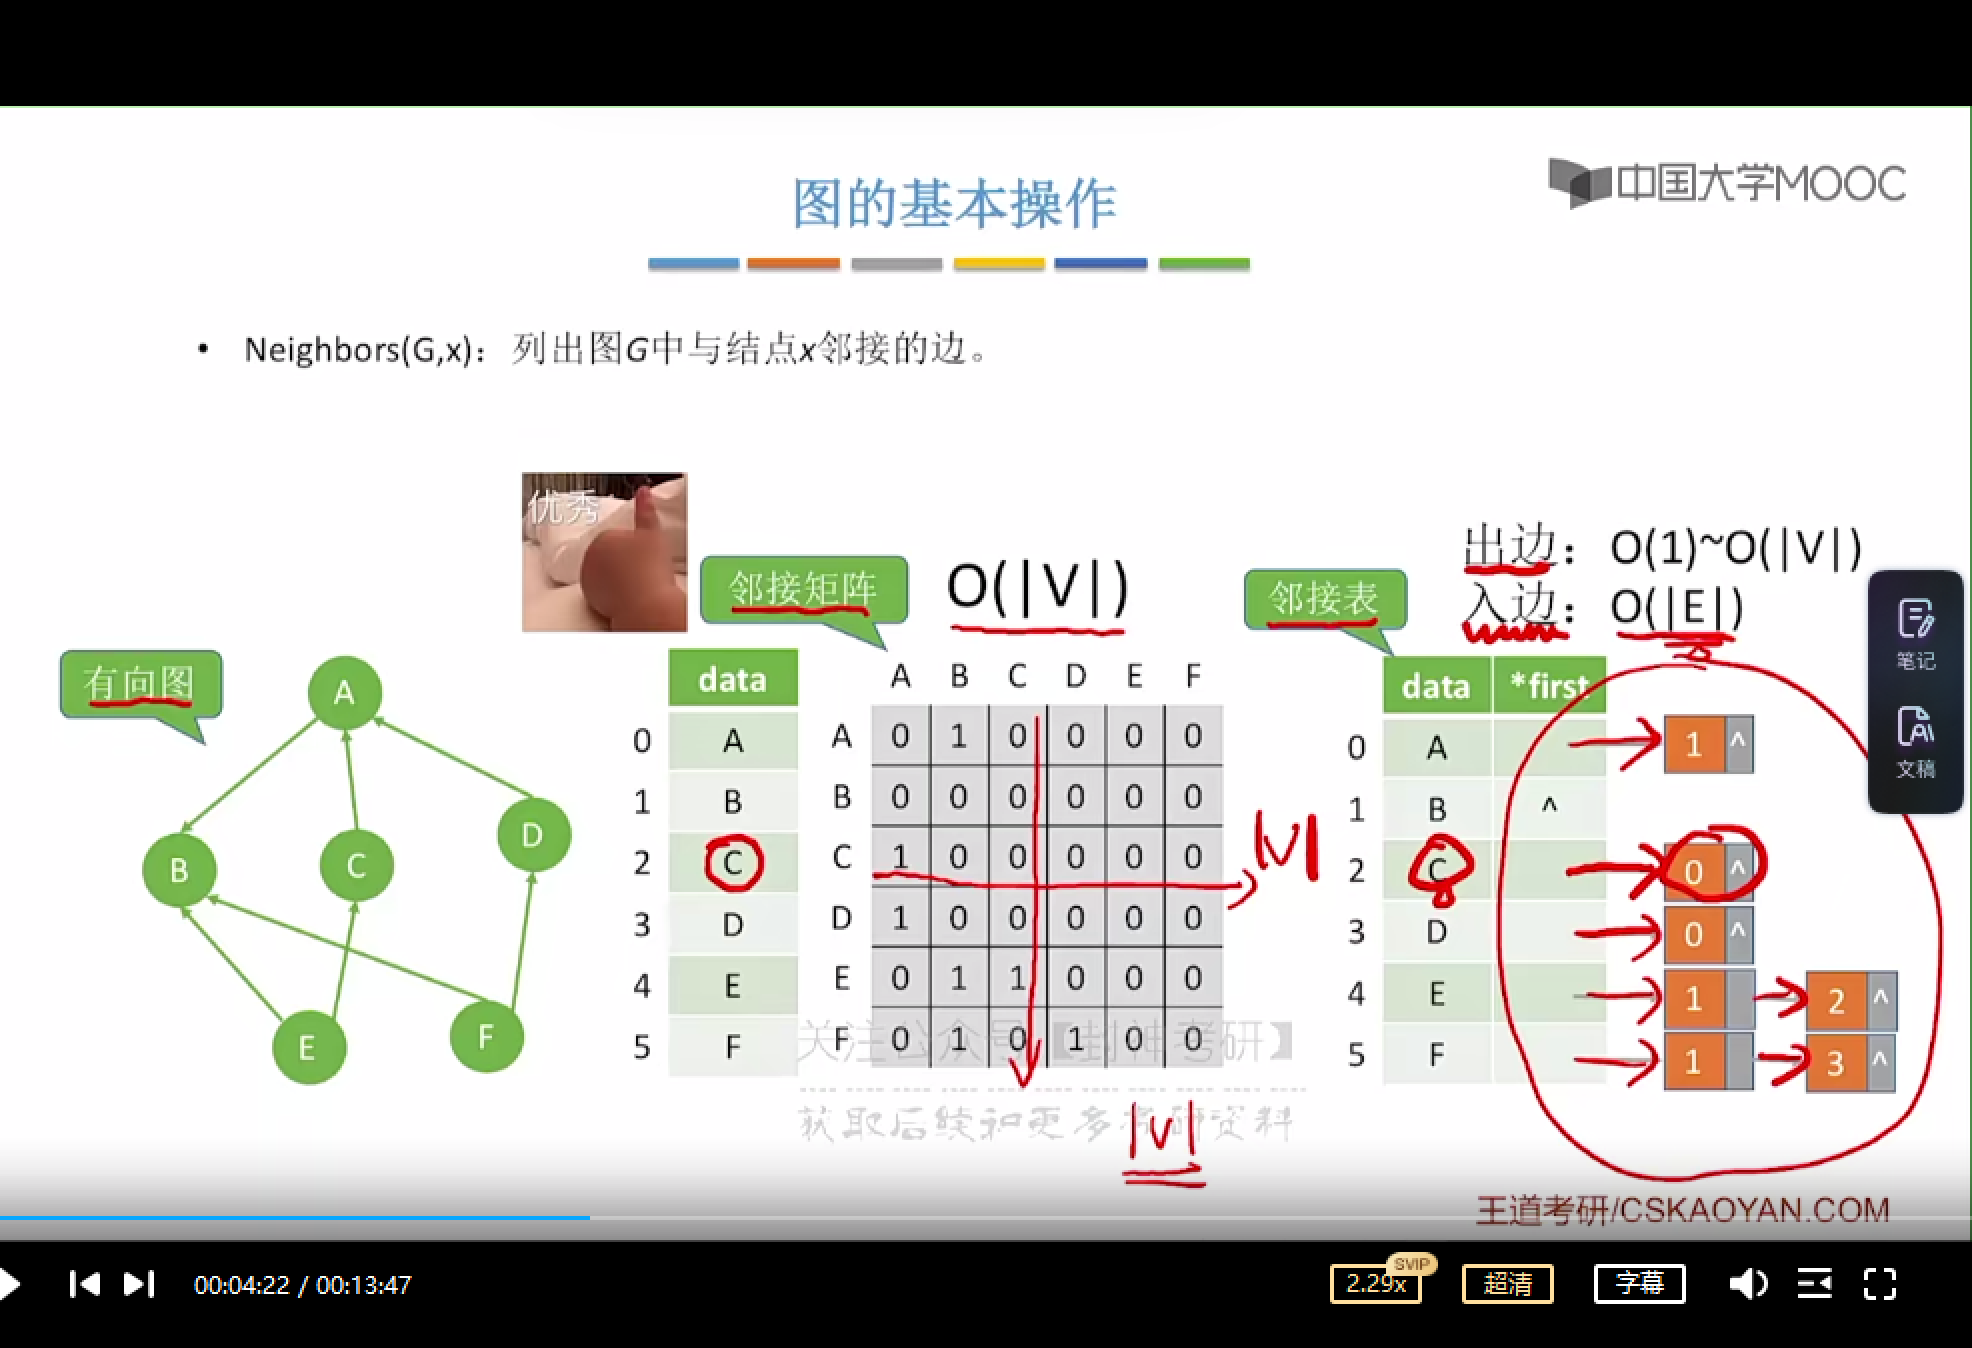 图的基本操作
中国大学MOOC
• Neighbors(G,x)：列出图G中与结点x邻接的边。
优秀
邻接矩阵
O(|V|)
邻接表
出边：O(1)~O(|V|)
入边：O(|E|)
笔记
文稿
有向图
A
B
C
D
E
F
data
0 A
1 B
2 C
3 D
4 E
5 F
A B C D E F
A 0 1 0 0 0 0
B 0 0 0 0 0 0
C 1 0 0 0 0 0
D 1 0 0 0 0 0
E 0 1 1 0 0 0
F 0 1 0 1 0 0
|V|
|V|
data *first
0 A 1 ^
1 B ^
2 C 0 ^
3 D 0 ^
4 E 1 2 ^
5 F 1 3 ^
关注公众号【封神考研】
获取后续和更多考研资料
王道考研/CSKAOYAN.COM
00:04:22 / 00:13:47
2.29x
SVIP
超清
字幕